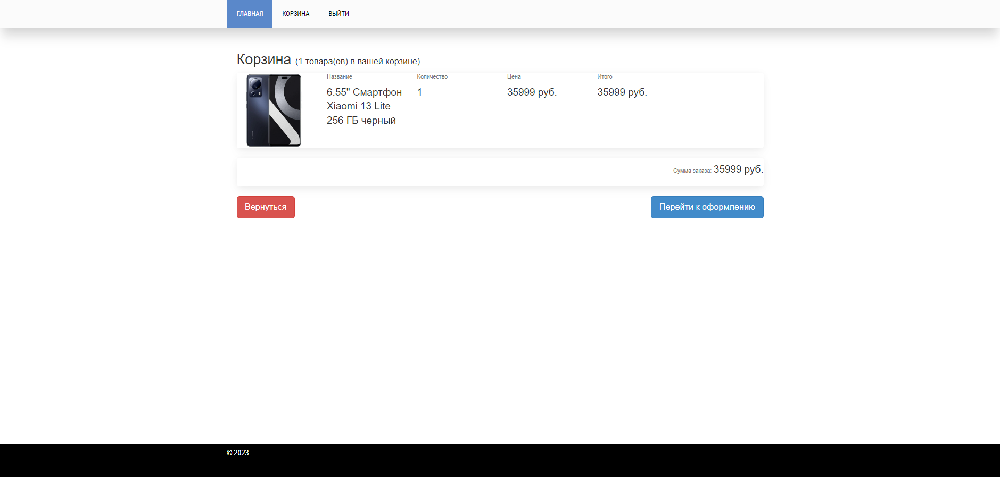 ГЛАВНАЯ КОРЗИНА ВЫЙТИ
Корзина (1 товара(ов) в вашей корзине)
Название Количество Цена Итого
6.55" Смартфон 1 35999 руб. 35999 руб.
Xiaomi 13 Lite
256 ГБ черный
Сумма заказа: 35999 руб.
Вернуться Перейти к оформлению
© 2023